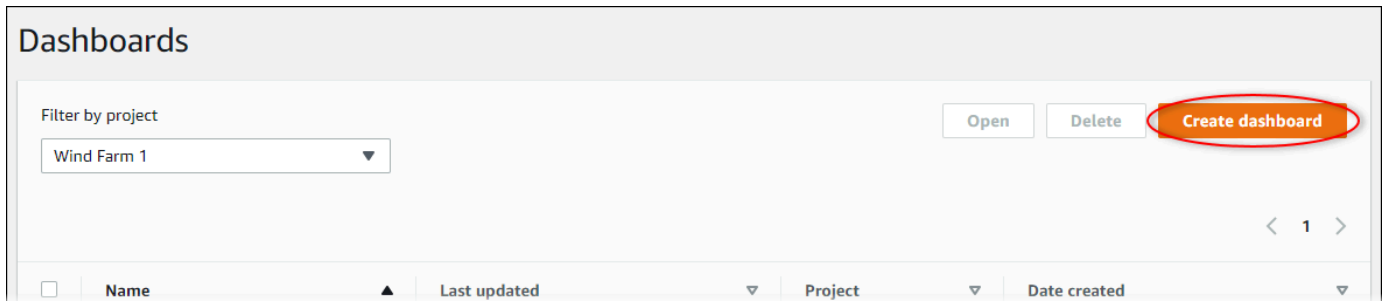 Dashboards
Filter by project
Open Delete Create dashboard
Wind Farm 1
1
Name Last updated Project Date created